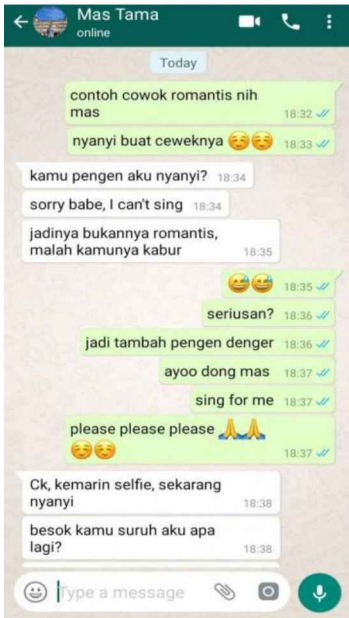 Mas Tama
online
Today
contoh cowok romantis nih
mas 18:32
nyanyi buat ceweknya ☺️☺️ 18:33
kamu pengen aku nyanyi? 18:34
sorry babe, I can't sing 18:34
jadinya bukannya romantis,
malah kamunya kabur 18:35
😅😅 18:35
seriusan? 18:36
jadi tambah pengen denger 18:36
ayoo dong mas 18:37
sing for me 18:37
please please please 🙏🙏
☺️☺️ 18:37
Ck, kemarin selfie, sekarang
nyanyi 18:38
besok kamu suruh aku apa
lagi? 18:38
Type a message